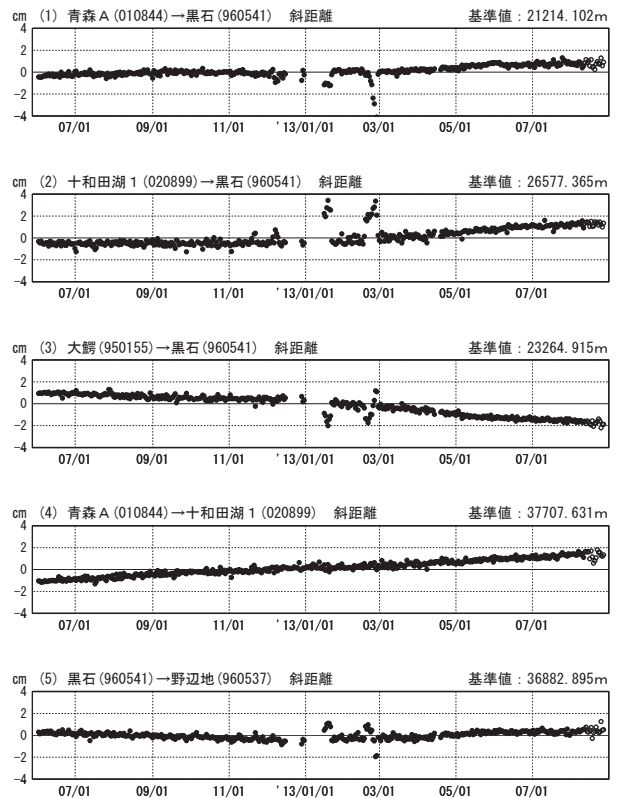 cm (1) 青森A(010844)→黒石(960541) 斜距離 基準値：21214.102m
4
2
0
-2
-4
07/01 09/01 11/01 '13/01/01 03/01 05/01 07/01
cm (2) 十和田湖1(020899)→黒石(960541) 斜距離 基準値：26577.365m
4
2
0
-2
-4
07/01 09/01 11/01 '13/01/01 03/01 05/01 07/01
cm (3) 大鰐(950155)→黒石(960541) 斜距離 基準値：23264.915m
4
2
0
-2
-4
07/01 09/01 11/01 '13/01/01 03/01 05/01 07/01
cm (4) 青森A(010844)→十和田湖1(020899) 斜距離 基準値：37707.631m
4
2
0
-2
-4
07/01 09/01 11/01 '13/01/01 03/01 05/01 07/01
cm (5) 黒石(960541)→野辺地(960537) 斜距離 基準値：36882.895m
4
2
0
-2
-4
07/01 09/01 11/01 '13/01/01 03/01 05/01 07/01